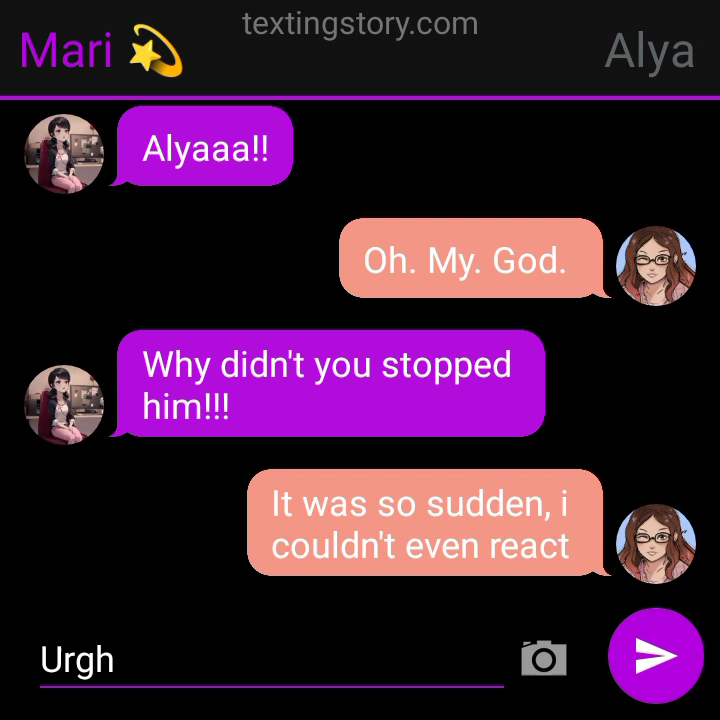 textingstory.com
Mari 💫
Alya
Alyaaa!!
Oh. My. God.
Why didn't you stopped
him!!!
It was so sudden, i
couldn't even react
Urgh